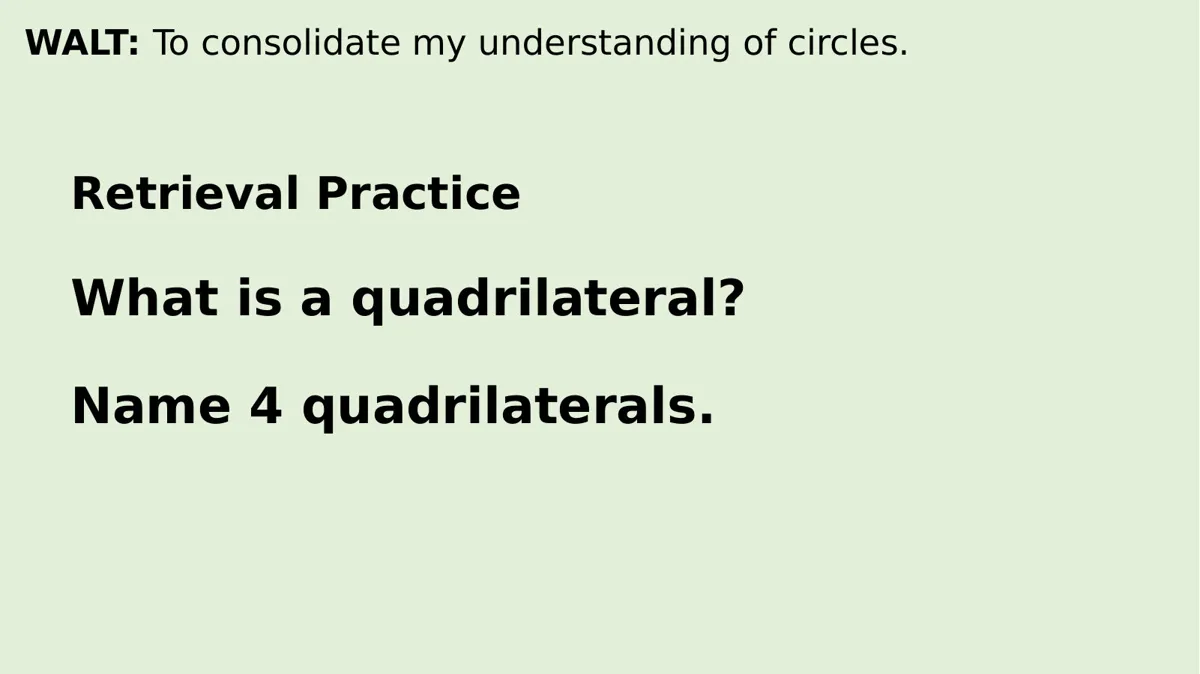 WALT: To consolidate my understanding of circles.
Retrieval Practice
What is a quadrilateral?
Name 4 quadrilaterals.